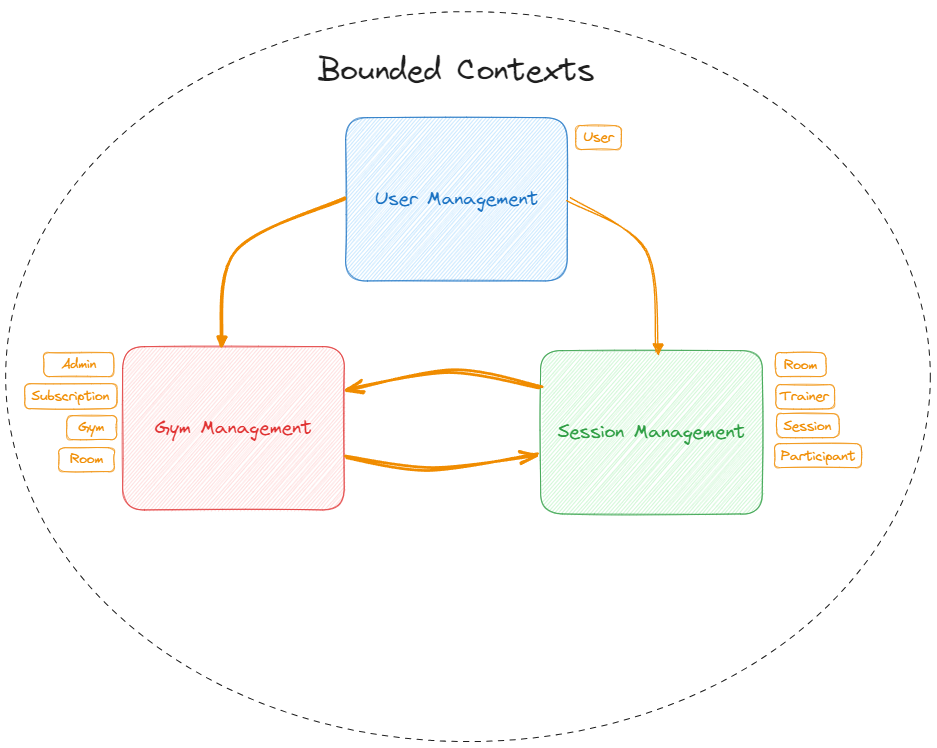 Bounded Contexts
User
User Management
Admin
Subscription
Gym
Room
Gym Management
Session Management
Room
Trainer
Session
Participant